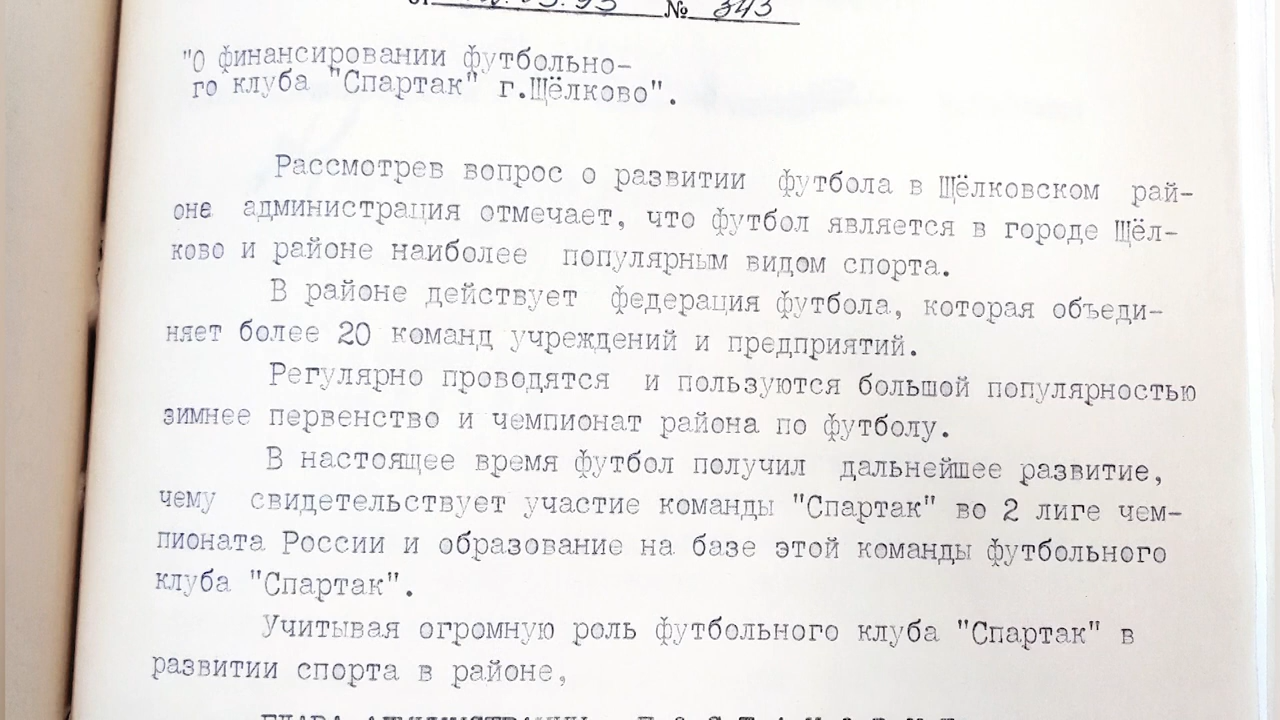 № 343
"О финансировании футбольно-
го клуба "Спартак" г.Щёлково".
Рассмотрев вопрос о развитии футбола в Щёлковском рай-
оне администрация отмечает, что футбол является в городе Щёл-
ково и районе наиболее популярным видом спорта.
В районе действует федерация футбола, которая объеди-
няет более 20 команд учреждений и предприятий.
Регулярно проводятся и пользуются большой популярностью
зимнее первенство и чемпионат района по футболу.
В настоящее время футбол получил дальнейшее развитие,
чему свидетельствует участие команды "Спартак" во 2 лиге чем-
пионата России и образование на базе этой команды футбольного
клуба "Спартак".
Учитывая огромную роль футбольного клуба "Спартак" в
развитии спорта в районе,